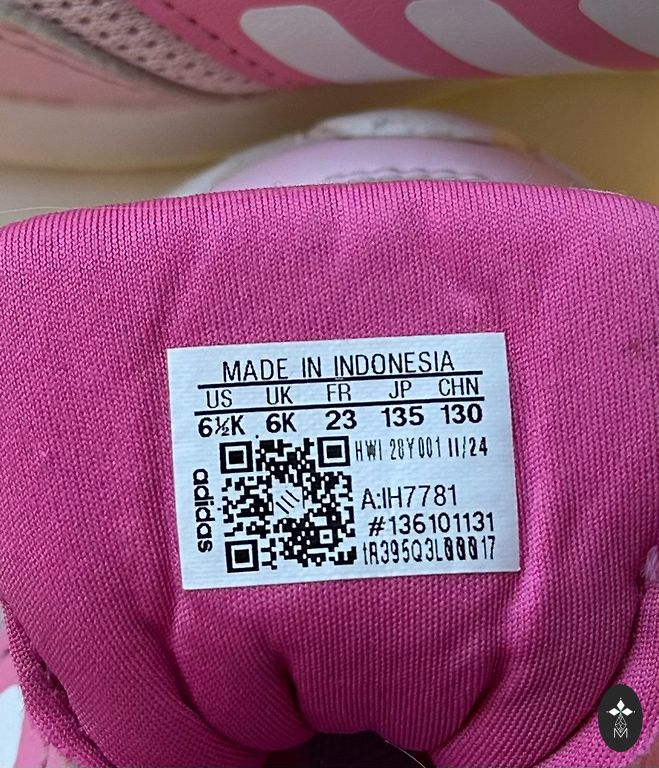 MADE IN INDONESIA
US UK FR JP CHN
6½K 6K 23 135 130
HWI 28Y001 11/24
adidas
A:IH7781
#136101131
tR395Q3L00017
M